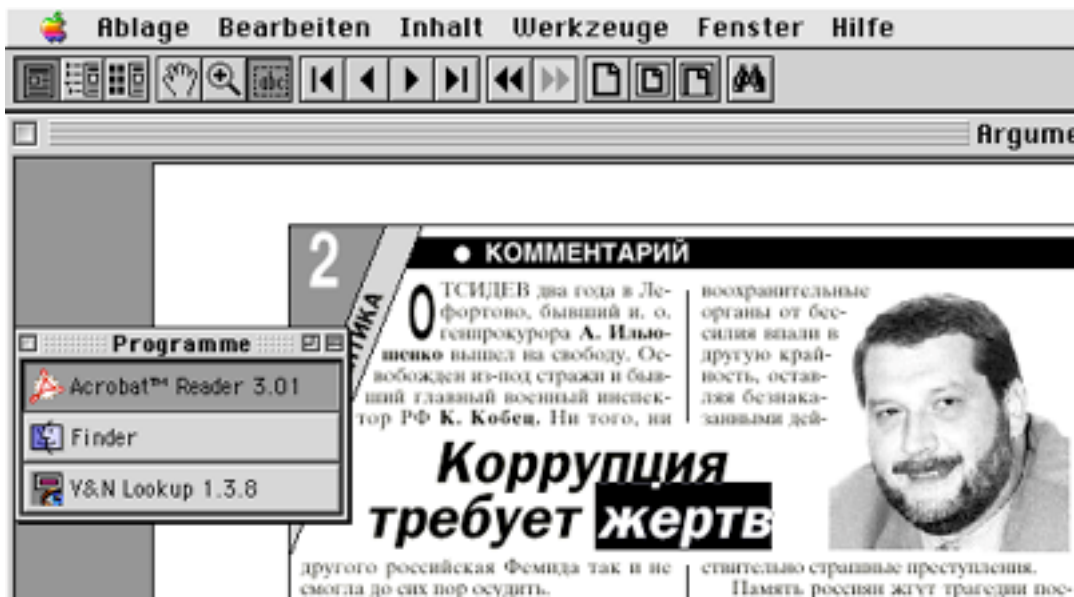 Ablage Bearbeiten Inhalt Werkzeuge Fenster Hilfe
abc
Argume
2
ТИКА
• КОММЕНТАРИЙ
ОТСИДЕВ два года в Ле-
фортово, бывший и. о.
генпрокурора А. Илью-
шенко вышел на свободу. Ос-
вобожден из-под стражи и быв-
ший главный военный инспек-
тор РФ К. Кобец. Ни того, ни
воохранительные
органы от бес-
силия впали в
другую край-
ность, остав-
ляя безнака-
занными дей-
Коррупция
требует жертв
другого российская Фемида так и не
смогла до сих пор осудить.
ствительно страшные преступления.
Память россиян жгут трагедии пос-
Programme
Acrobat™ Reader 3.01
Finder
V&N Lookup 1.3.8